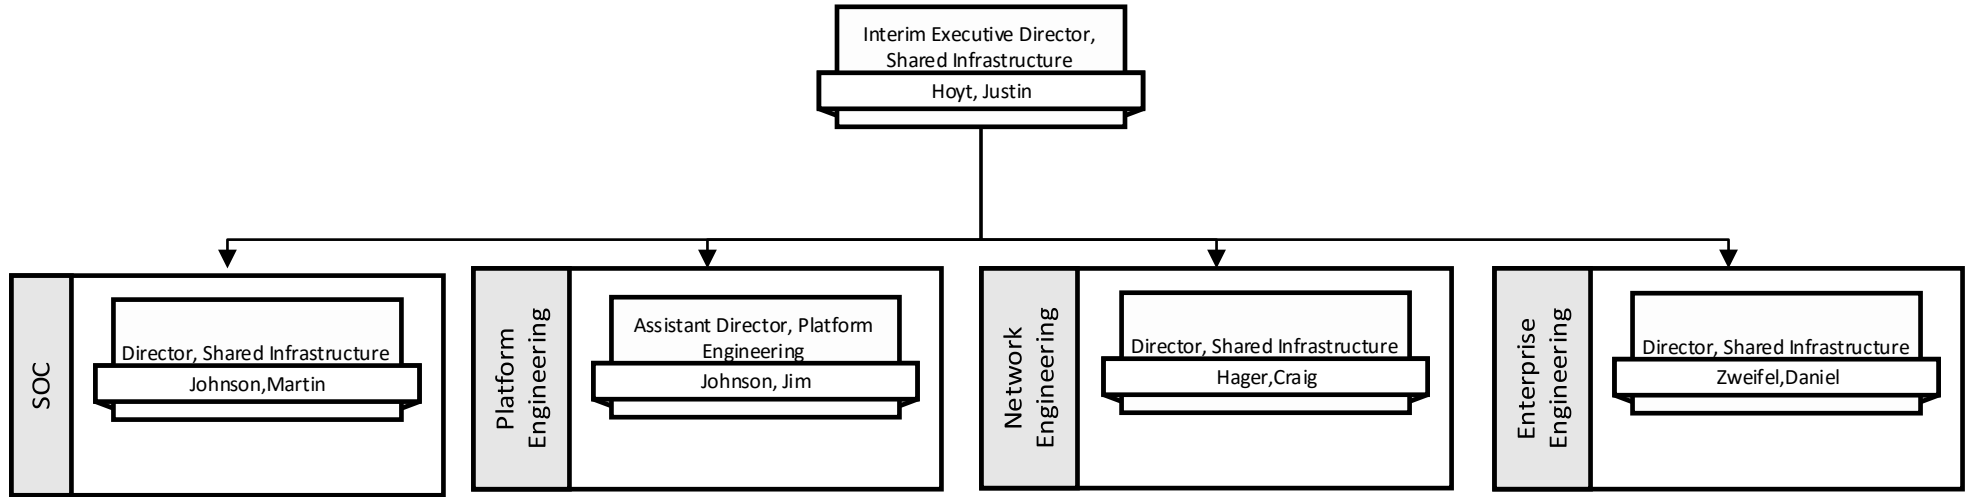 Interim Executive Director,
Shared Infrastructure
Hoyt, Justin
SOC
Director, Shared Infrastructure
Johnson,Martin
Platform
Engineering
Assistant Director, Platform
Engineering
Johnson, Jim
Network
Engineering
Director, Shared Infrastructure
Hager,Craig
Enterprise
Engineering
Director, Shared Infrastructure
Zweifel,Daniel